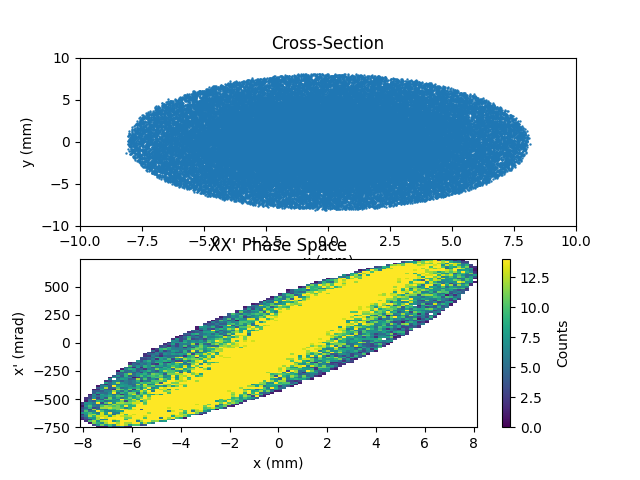 Cross-Section
10
5
0
−5
−10
y (mm)
−10.0 −7.5 −5.0 −2.5 0.0 2.5 5.0 7.5 10.0
x (mm)
XX' Phase Space
500
250
0
−250
−500
−750
x' (mrad)
−8 −6 −4 −2 0 2 4 6 8
x (mm)
12.5
10.0
7.5
5.0
2.5
0.0
Counts